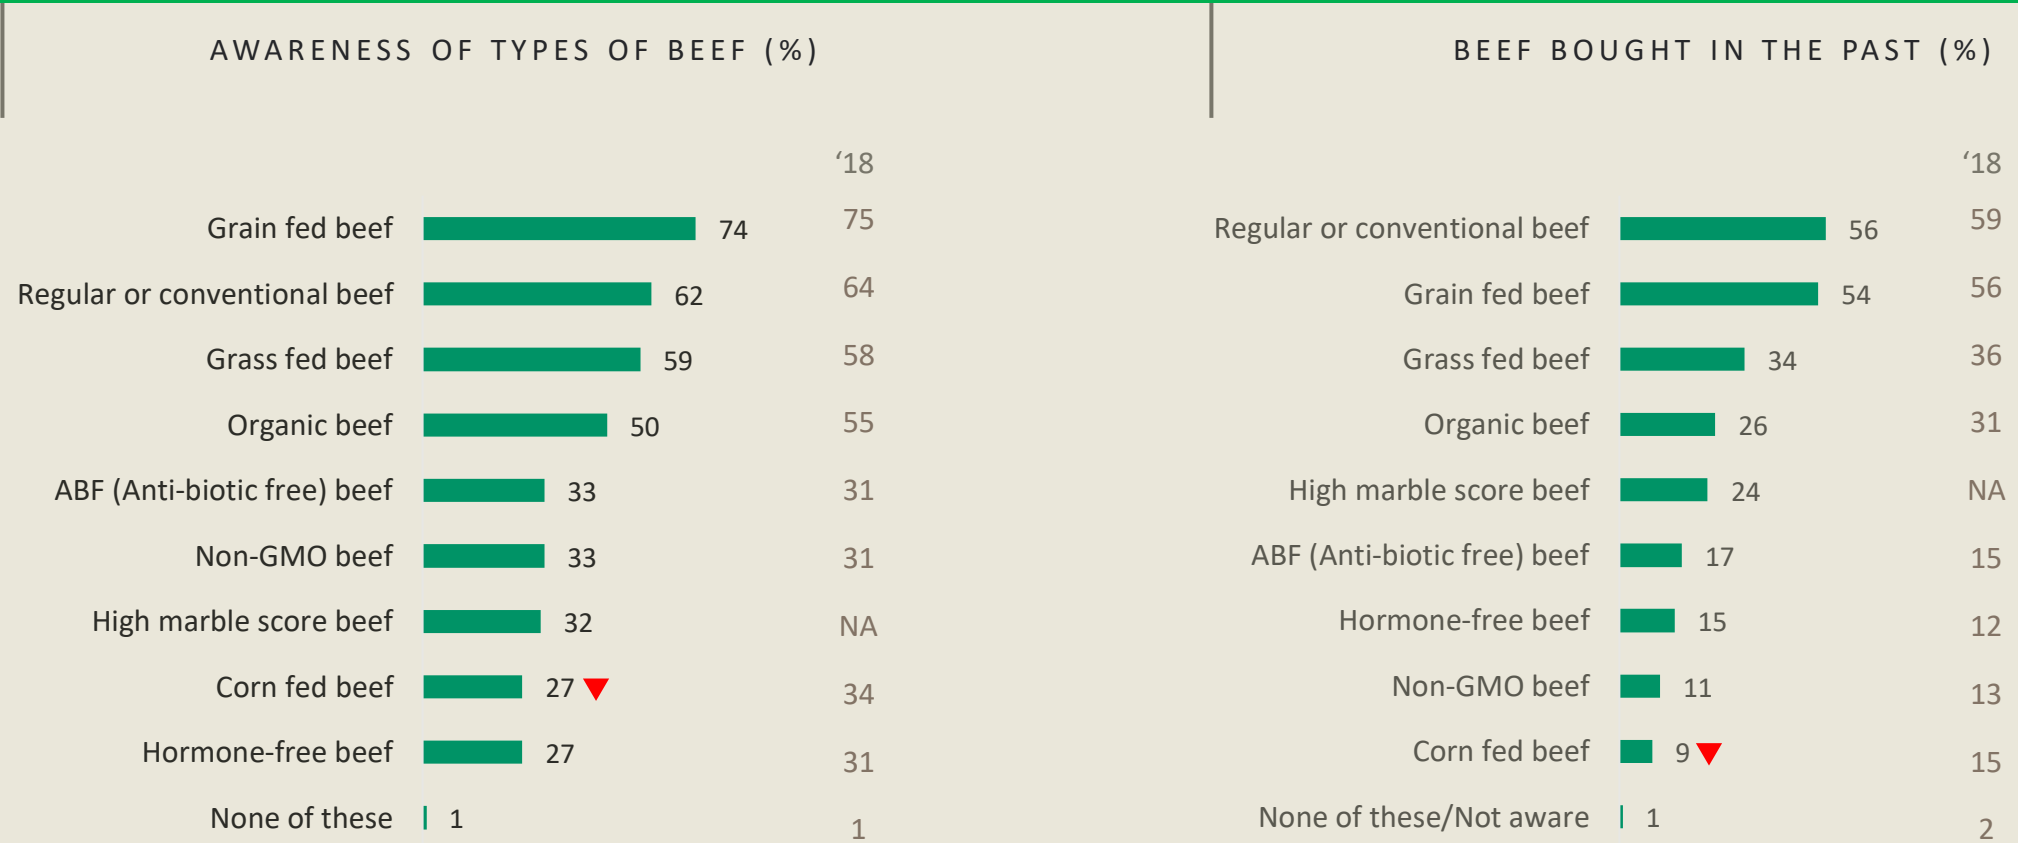 AWARENESS OF TYPES OF BEEF (%)
‘18
Grain fed beef 74 75
Regular or conventional beef 62 64
Grass fed beef 59 58
Organic beef 50 55
ABF (Anti-biotic free) beef 33 31
Non-GMO beef 33 31
High marble score beef 32 NA
Corn fed beef 27 34
Hormone-free beef 27 31
None of these 1 1
BEEF BOUGHT IN THE PAST (%)
‘18
Regular or conventional beef 56 59
Grain fed beef 54 56
Grass fed beef 34 36
Organic beef 26 31
High marble score beef 24 NA
ABF (Anti-biotic free) beef 17 15
Hormone-free beef 15 12
Non-GMO beef 11 13
Corn fed beef 9 15
None of these/Not aware 1 2